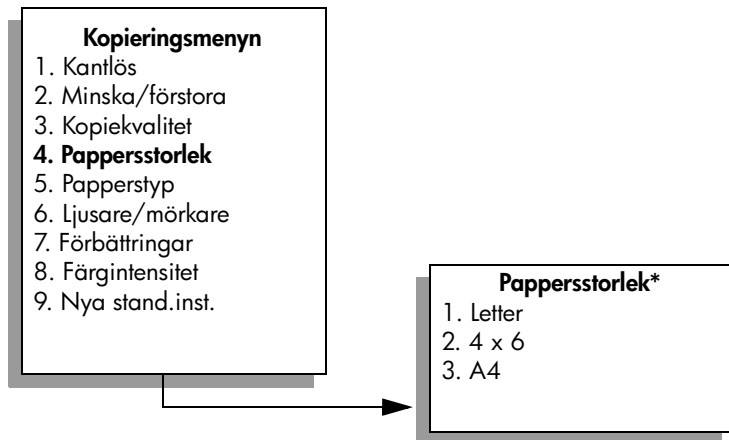 Kopieringsmenyn
1. Kantlös
2. Minska/förstora
3. Kopiekvalitet
4. Pappersstorlek
5. Papperstyp
6. Ljusare/mörkare
7. Förbättringar
8. Färgintensitet
9. Nya stand.inst.
Pappersstorlek*
1. Letter
2. 4 x 6
3. A4